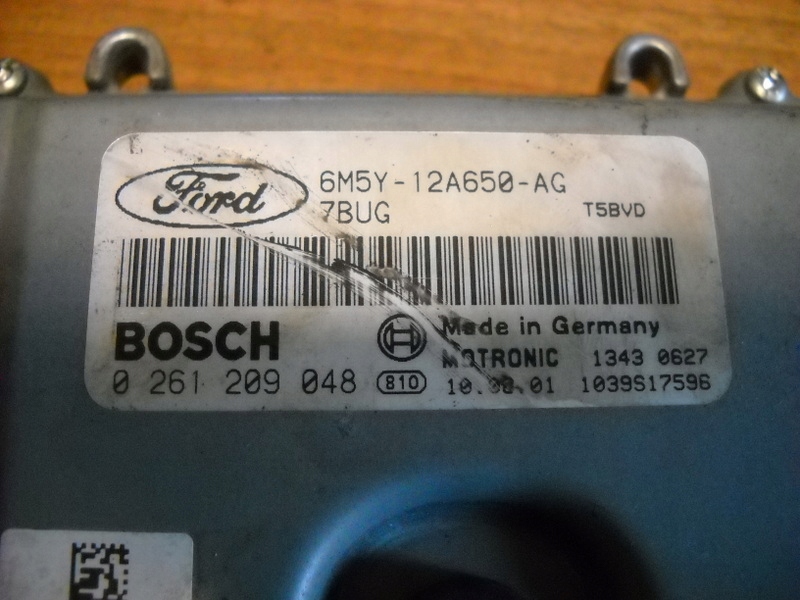 Ford
6M5Y-12A650-AG
7BUG T5BVD
BOSCH
Made in Germany
MOTRONIC 1343 0627
0 261 209 048 810 1039S17596